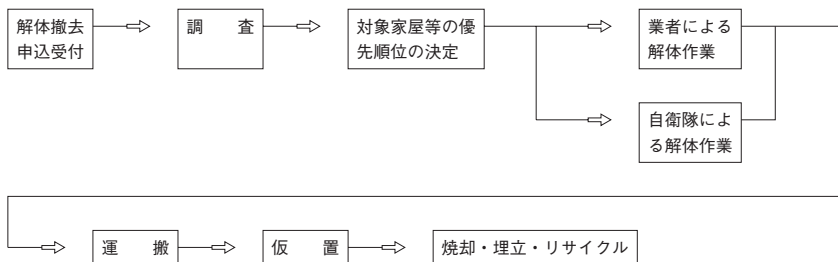 解体撤去
申込受付
調　　査
対象家屋等の優
先順位の決定
業者による
解体作業
自衛隊によ
る解体作業
運　　搬
仮　　置
焼却・埋立・リサイクル